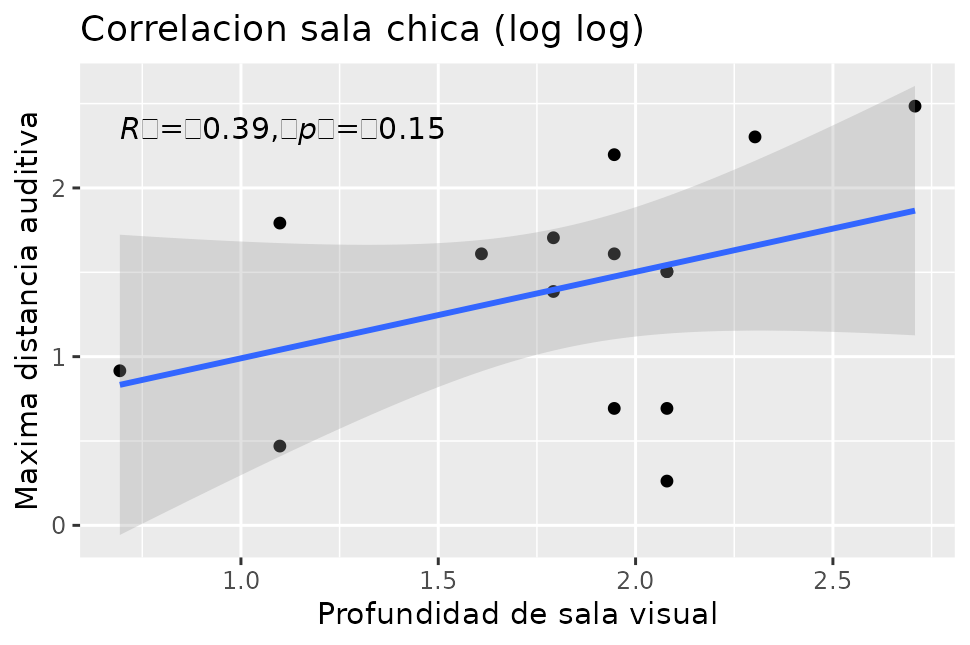 Correlacion sala chica (log log)
R□=□0.39,□p□=□0.15
Maxima distancia auditiva
2
1
0
1.0 1.5 2.0 2.5
Profundidad de sala visual